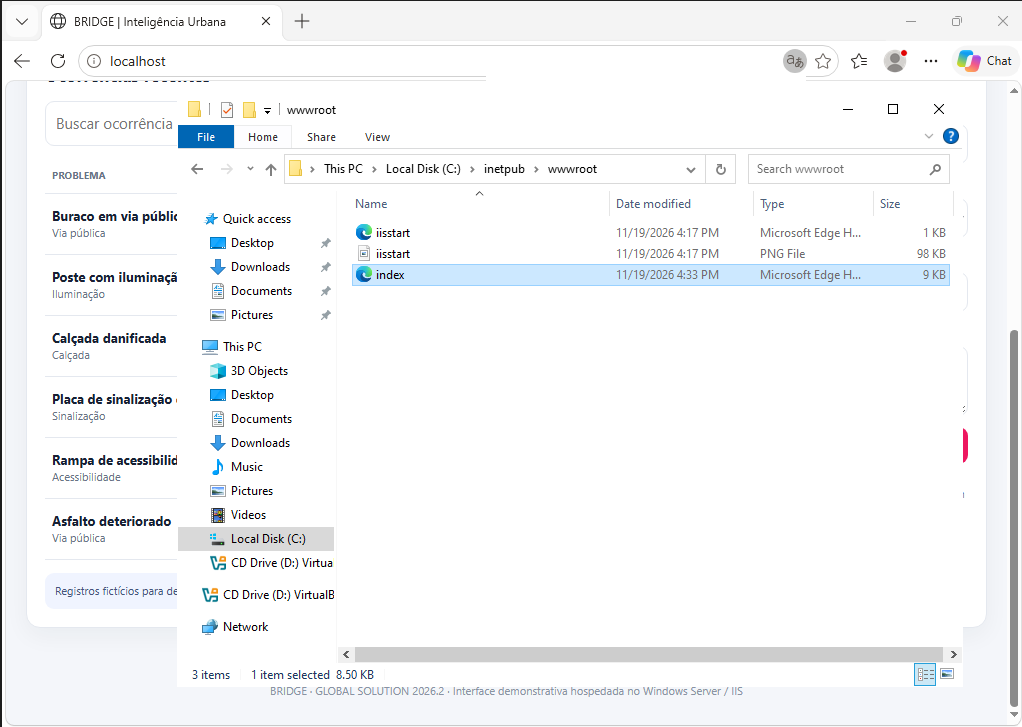 BRIDGE | Inteligência Urbana
localhost
Chat
Buscar ocorrência
PROBLEMA
Buraco em via públic
Via pública
Poste com iluminaçã
Iluminação
Calçada danificada
Calçada
Placa de sinalização
Sinalização
Rampa de acessibilid
Acessibilidade
Asfalto deteriorado
Via pública
Registros fictícios para de
wwwroot
File Home Share View
This PC Local Disk (C:) inetpub wwwroot
Search wwwroot
Quick access
Desktop
Downloads
Documents
Pictures
This PC
3D Objects
Desktop
Documents
Downloads
Music
Pictures
Videos
Local Disk (C:)
CD Drive (D:) Virtua
CD Drive (D:) VirtualB
Network
Name Date modified Type Size
iisstart 11/19/2026 4:17 PM Microsoft Edge H... 1 KB
iisstart 11/19/2026 4:17 PM PNG File 98 KB
index 11/19/2026 4:33 PM Microsoft Edge H... 9 KB
3 items 1 item selected 8.50 KB
BRIDGE · GLOBAL SOLUTION 2026.2 · Interface demonstrativa hospedada no Windows Server / IIS